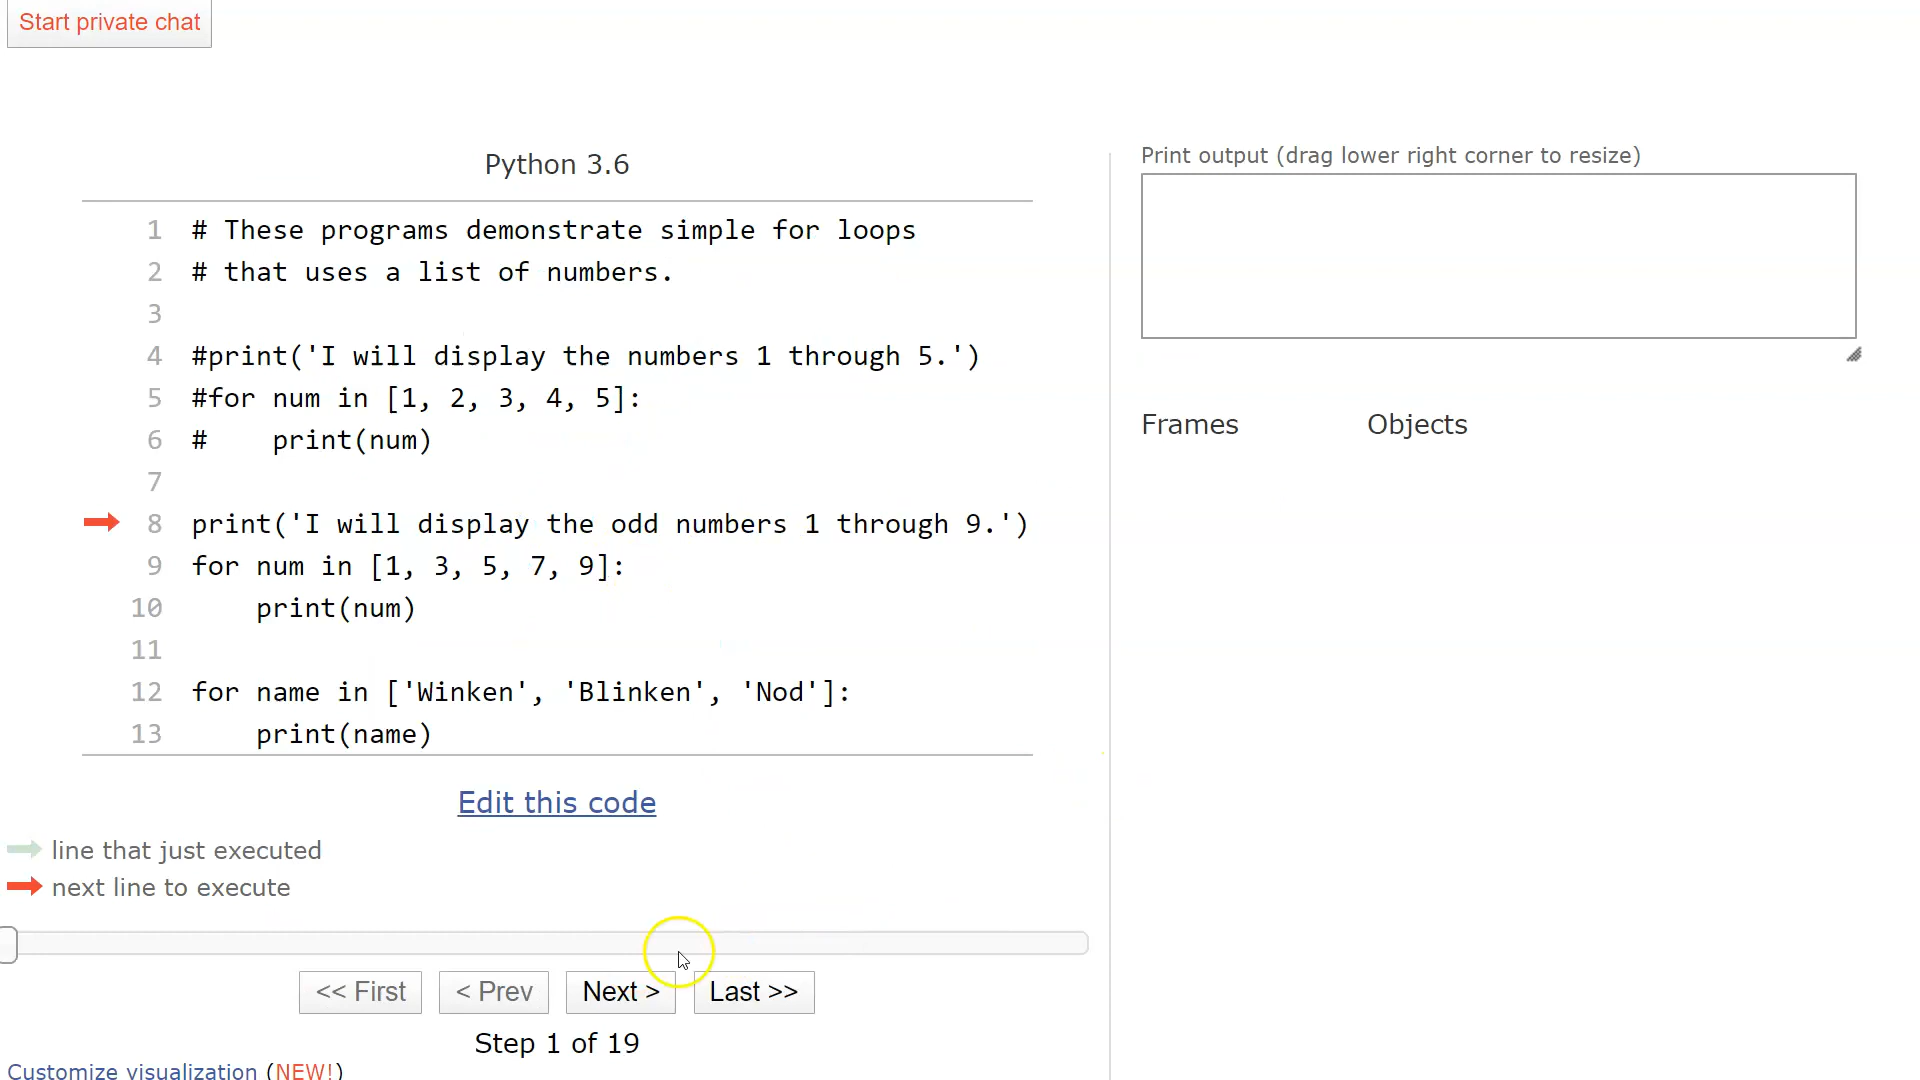 Start private chat
Python 3.6
1 # These programs demonstrate simple for loops
2 # that uses a list of numbers.
3
4 #print('I will display the numbers 1 through 5.')
5 #for num in [1, 2, 3, 4, 5]:
6 #    print(num)
7
8 print('I will display the odd numbers 1 through 9.')
9 for num in [1, 3, 5, 7, 9]:
10     print(num)
11
12 for name in ['Winken', 'Blinken', 'Nod']:
13     print(name)
Edit this code
line that just executed
next line to execute
<< First < Prev Next > Last >>
Step 1 of 19
Customize visualization (NEW!)
Print output (drag lower right corner to resize)
Frames Objects